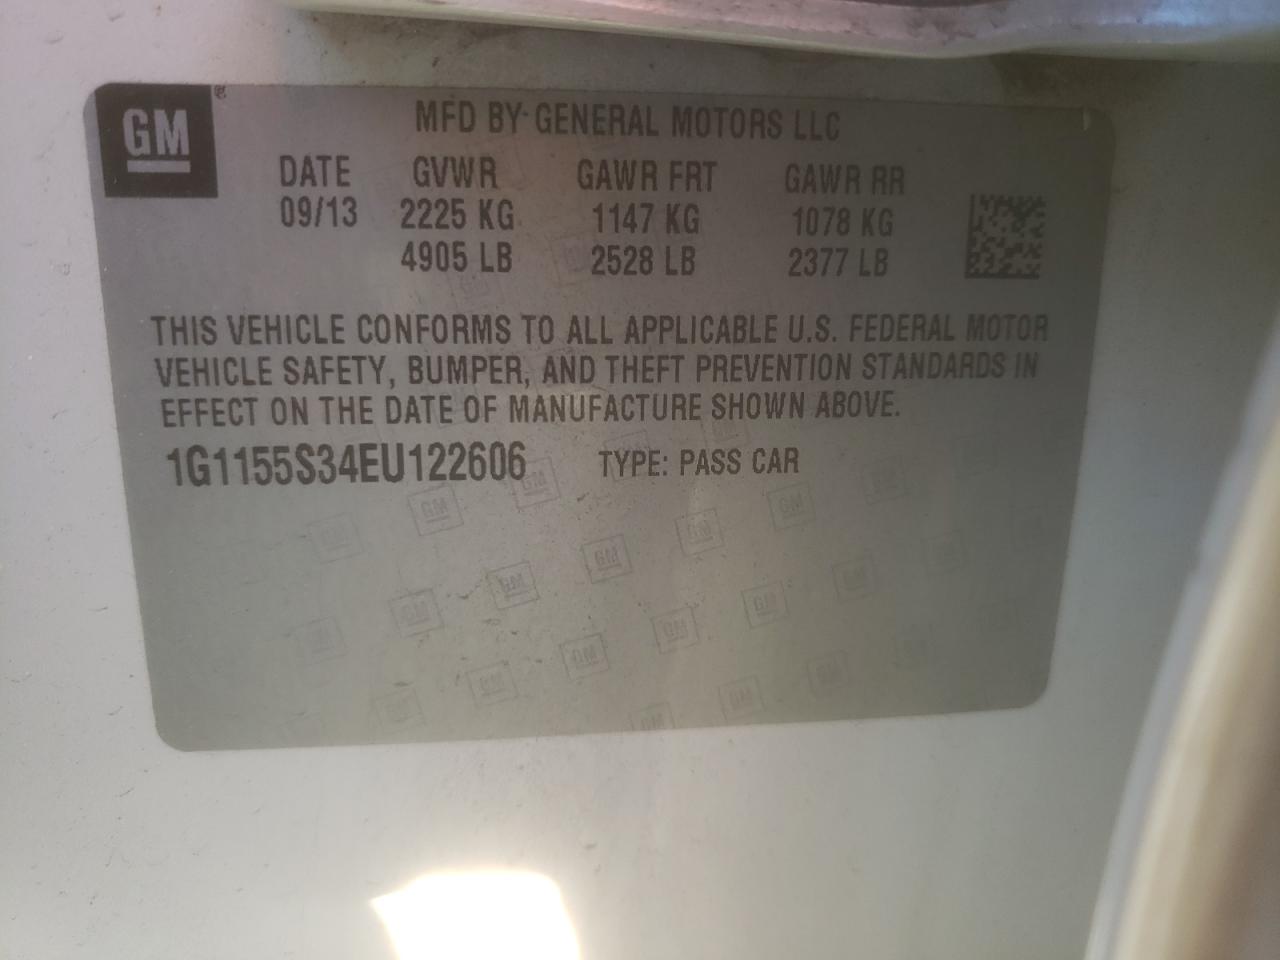 GM®
MFD BY GENERAL MOTORS LLC
DATE GVWR GAWR FRT GAWR RR
09/13 2225 KG 1147 KG 1078 KG
4905 LB 2528 LB 2377 LB
THIS VEHICLE CONFORMS TO ALL APPLICABLE U.S. FEDERAL MOTOR
VEHICLE SAFETY, BUMPER, AND THEFT PREVENTION STANDARDS IN
EFFECT ON THE DATE OF MANUFACTURE SHOWN ABOVE.
1G1155S34EU122606 TYPE: PASS CAR